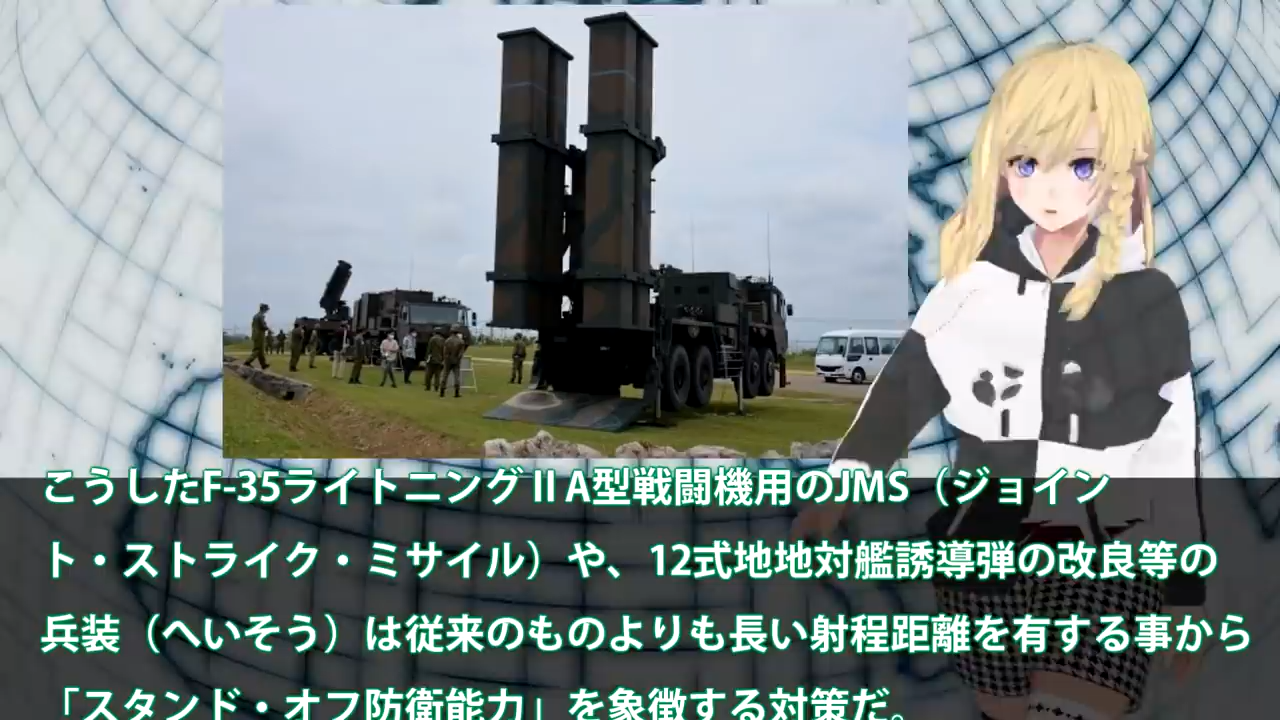 こうしたF-35ライトニングⅡA型戦闘機用のJMS（ジョイン
ト・ストライク・ミサイル）や、12式地地対艦誘導弾の改良等の
兵装（へいそう）は従来のものよりも長い射程距離を有する事から
「スタンド・オフ防衛能力」を象徴する対策だ。